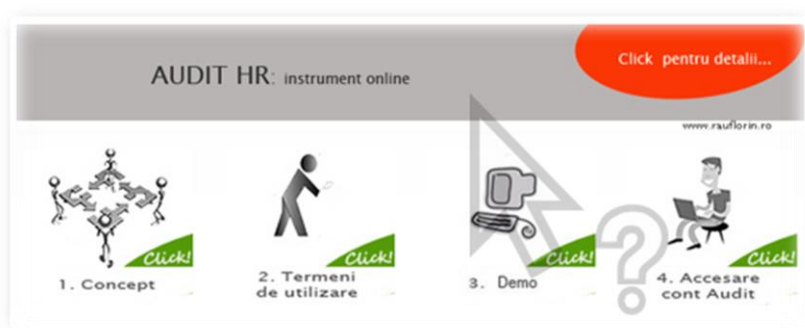 AUDIT HR: instrument online
Click pentru detalii...
www.rauflorin.ro
Click!
Click!
Click!
Click!
1. Concept
2. Termeni
de utilizare
3. Demo
4. Accesare
cont Audit
?